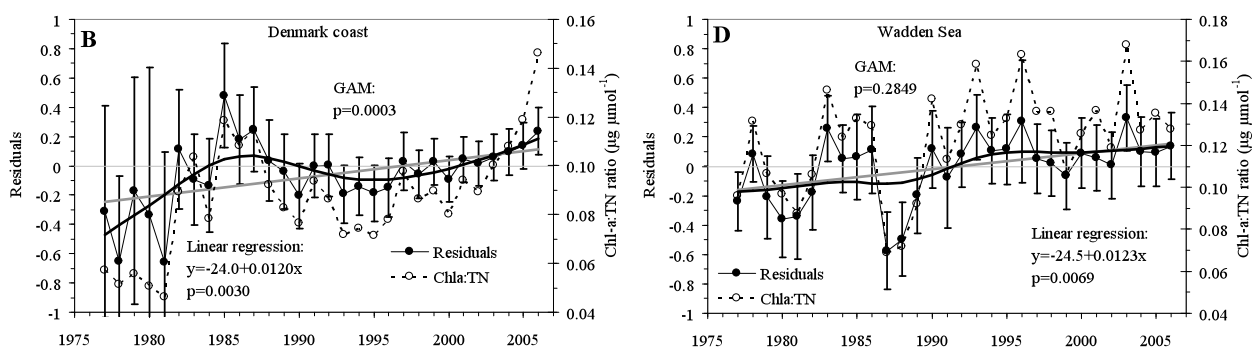 B
Denmark coast
Residuals
1
0.8
0.6
0.4
0.2
0
-0.2
-0.4
-0.6
-0.8
-1
GAM:
p=0.0003
Linear regression:
y=-24.0+0.0120x
p=0.0030
Residuals
Chla:TN
0.16
0.14
0.12
0.10
0.08
0.06
0.04
Chl-a:TN ratio (µg µmol⁻¹)
1975 1980 1985 1990 1995 2000 2005
D
Wadden Sea
Residuals
1
0.8
0.6
0.4
0.2
0
-0.2
-0.4
-0.6
-0.8
-1
GAM:
p=0.2849
Residuals
Chla:TN
Linear regression:
y=-24.5+0.0123x
p=0.0069
0.18
0.16
0.14
0.12
0.10
0.08
0.06
0.04
Chl-a:TN ratio (µg µmol⁻¹)
1975 1980 1985 1990 1995 2000 2005